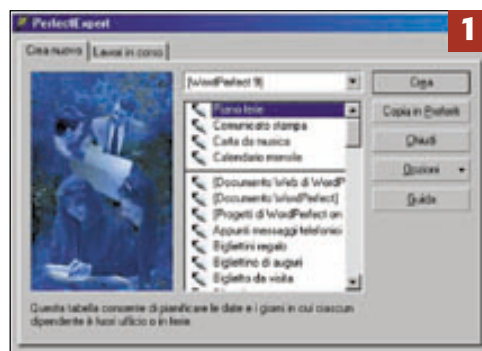 PerfectExpert
1
Crea nuovo
Lavori in corso
[WordPerfect 9]
Crea
Piano ferie
Copia in Preferiti
Comunicato stampa
Carta da musica
Chiudi
Calendario mensile
Opzioni
[Documento Web di WordP
[Documento WordPerfect]
Guida
[Progetti di WordPerfect on
Appunti messaggi telefonici
Biglietti regalo
Bigliettino di auguri
Biglietto da visita
Questa tabella consente di pianificare le date e i giorni in cui ciascun
dipendente è fuori ufficio o in ferie.